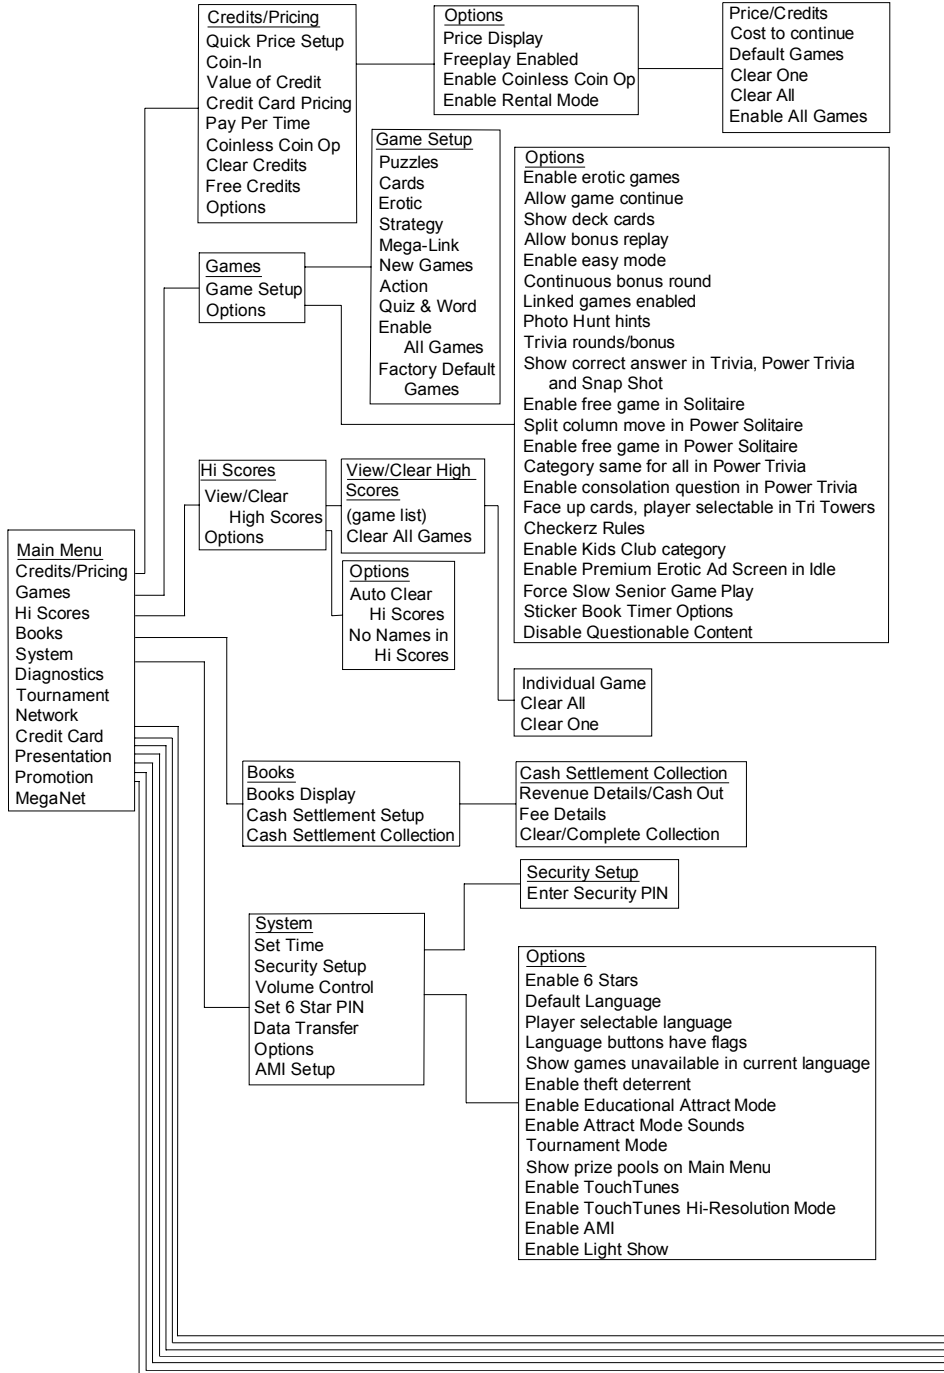 Credits/Pricing
Quick Price Setup
Coin-In
Value of Credit
Credit Card Pricing
Pay Per Time
Coinless Coin Op
Clear Credits
Free Credits
Options
Options
Price Display
Freeplay Enabled
Enable Coinless Coin Op
Enable Rental Mode
Price/Credits
Cost to continue
Default Games
Clear One
Clear All
Enable All Games
Games
Game Setup
Options
Game Setup
Puzzles
Cards
Erotic
Strategy
Mega-Link
New Games
Action
Quiz & Word
Enable
All Games
Factory Default
Games
Options
Enable erotic games
Allow game continue
Show deck cards
Allow bonus replay
Enable easy mode
Continuous bonus round
Linked games enabled
Photo Hunt hints
Trivia rounds/bonus
Show correct answer in Trivia, Power Trivia
and Snap Shot
Enable free game in Solitaire
Split column move in Power Solitaire
Enable free game in Power Solitaire
Category same for all in Power Trivia
Enable consolation question in Power Trivia
Face up cards, player selectable in Tri Towers
Checkerz Rules
Enable Kids Club category
Enable Premium Erotic Ad Screen in Idle
Force Slow Senior Game Play
Sticker Book Timer Options
Disable Questionable Content
Hi Scores
View/Clear
High Scores
Options
View/Clear High
Scores
(game list)
Clear All Games
Options
Auto Clear
Hi Scores
No Names in
Hi Scores
Individual Game
Clear All
Clear One
Main Menu
Credits/Pricing
Games
Hi Scores
Books
System
Diagnostics
Tournament
Network
Credit Card
Presentation
Promotion
MegaNet
Books
Books Display
Cash Settlement Setup
Cash Settlement Collection
Cash Settlement Collection
Revenue Details/Cash Out
Fee Details
Clear/Complete Collection
Security Setup
Enter Security PIN
System
Set Time
Security Setup
Volume Control
Set 6 Star PIN
Data Transfer
Options
AMI Setup
Options
Enable 6 Stars
Default Language
Player selectable language
Language buttons have flags
Show games unavailable in current language
Enable theft deterrent
Enable Educational Attract Mode
Enable Attract Mode Sounds
Tournament Mode
Show prize pools on Main Menu
Enable TouchTunes
Enable TouchTunes Hi-Resolution Mode
Enable AMI
Enable Light Show